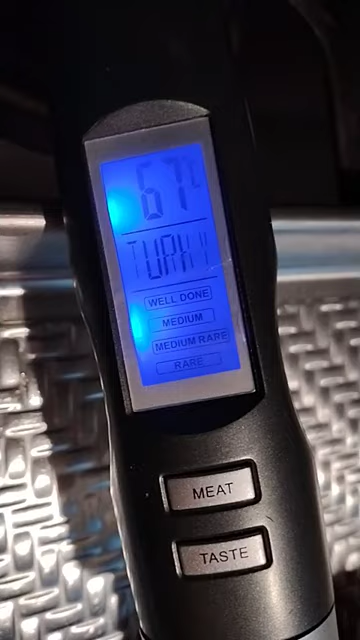 67
TURKY
WELL DONE
MEDIUM
MEDIUM RARE
RARE
MEAT
TASTE